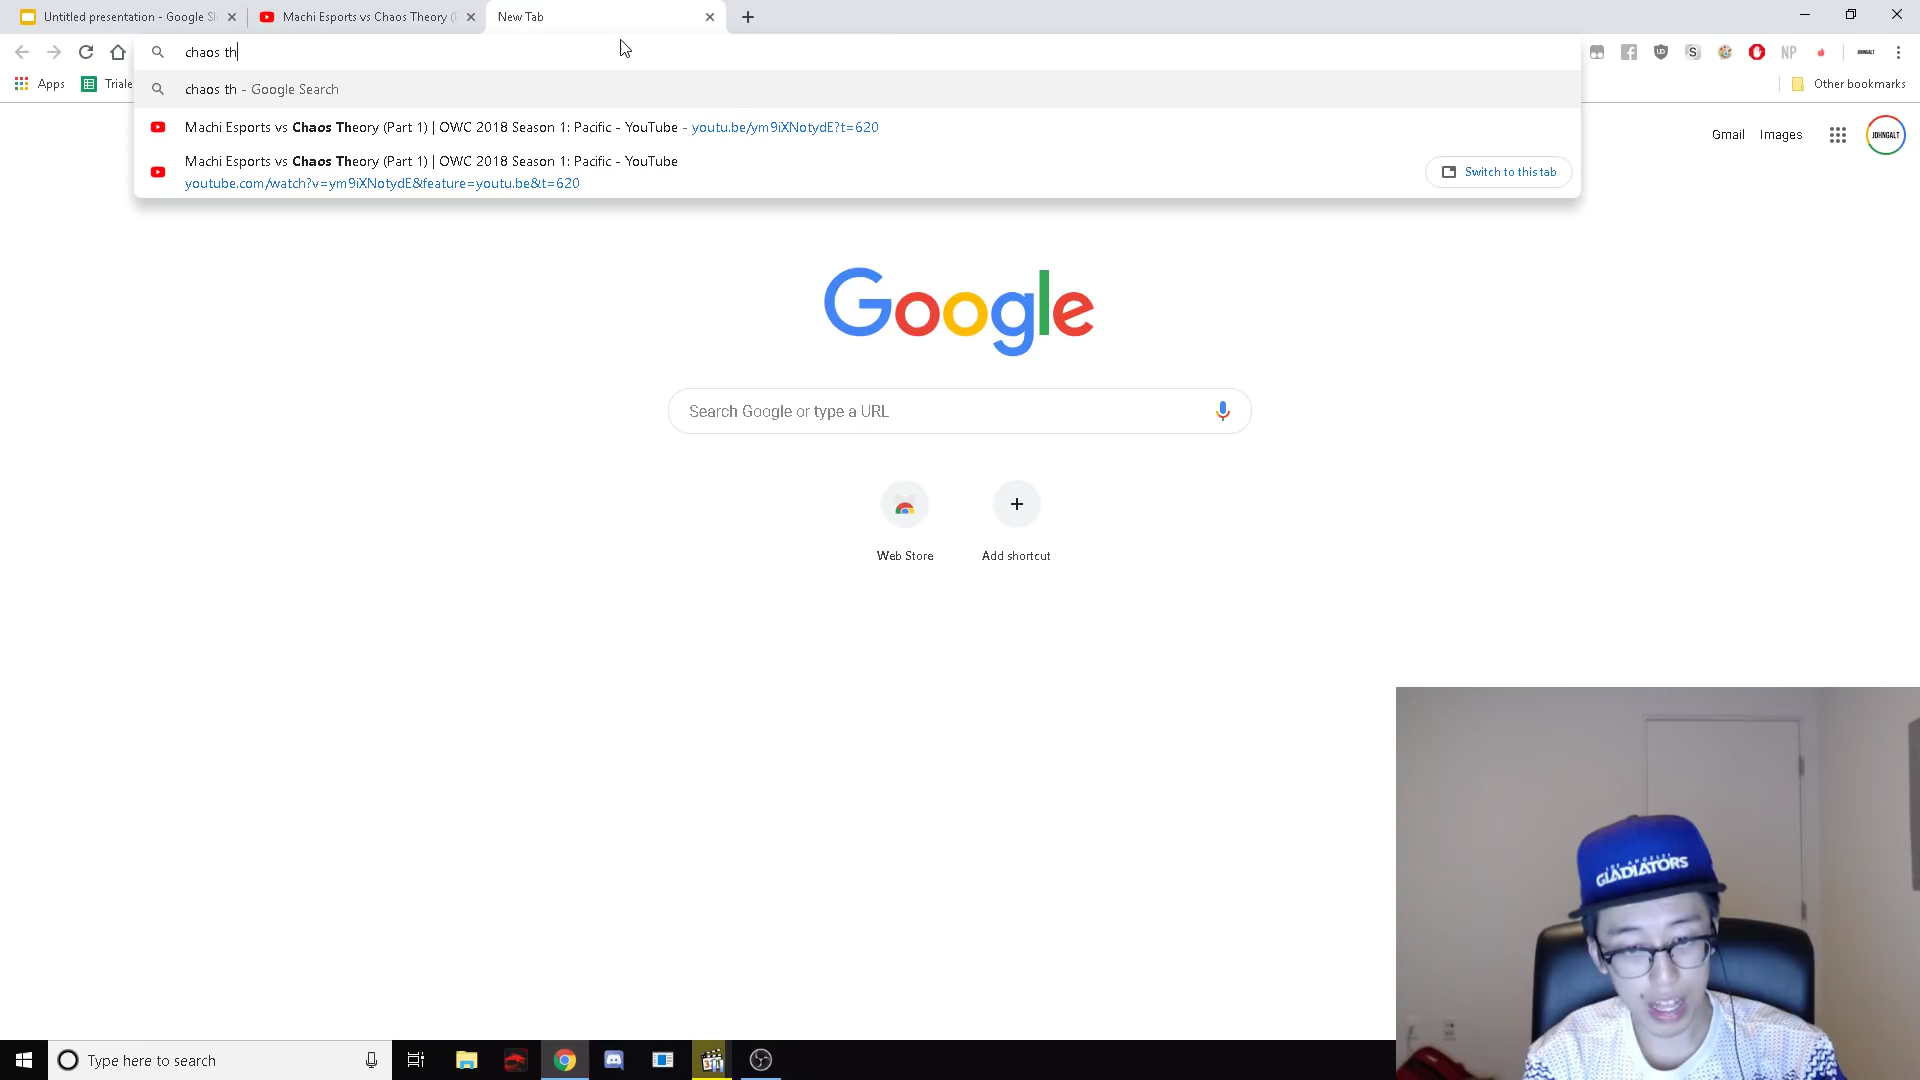 Untitled presentation - Google Sl
Machi Esports vs Chaos Theory (P
New Tab
chaos th
chaos th - Google Search
Machi Esports vs Chaos Theory (Part 1) | OWC 2018 Season 1: Pacific - YouTube - youtu.be/ym9iXNotydE?t=620
Machi Esports vs Chaos Theory (Part 1) | OWC 2018 Season 1: Pacific - YouTube
youtube.com/watch?v=ym9iXNotydE&feature=youtu.be&t=620
Switch to this tab
Apps
Triale
Other bookmarks
Gmail
Images
JOHNGALT
Google
Search Google or type a URL
Web Store
Add shortcut
LOS ANGELES
GLADIATORS
Type here to search